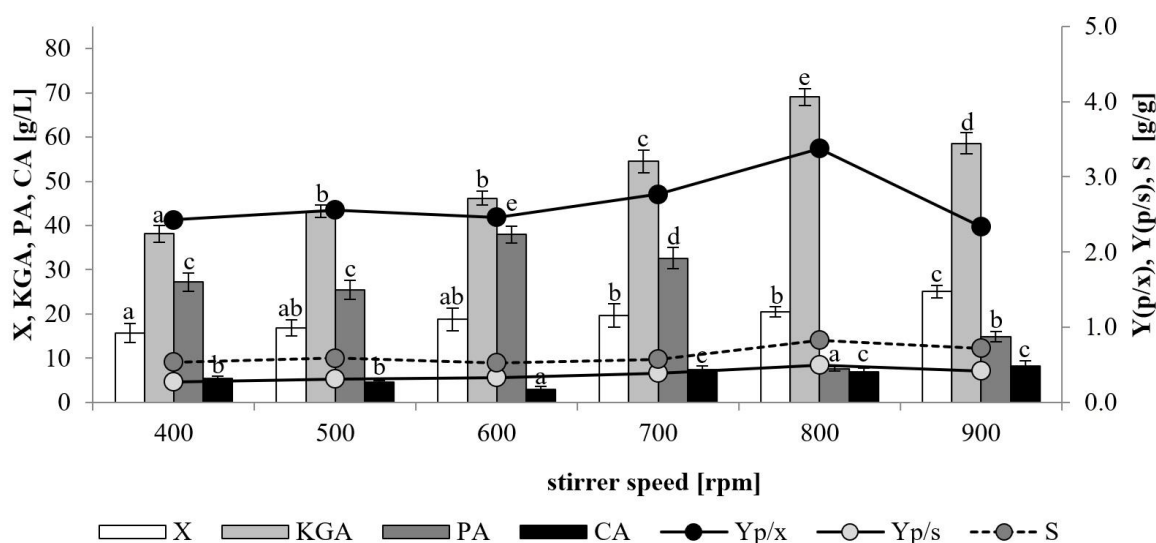 X, KGA, PA, CA [g/L]
80
70
60
50
40
30
20
10
0
a a c b
ab b c b
ab b e a
b c d c
b e a c
c d b c
5.0
4.0
3.0
2.0
1.0
0.0
Y(p/x), Y(p/s), S [g/g]
400 500 600 700 800 900
stirrer speed [rpm]
X KGA PA CA Yp/x Yp/s S